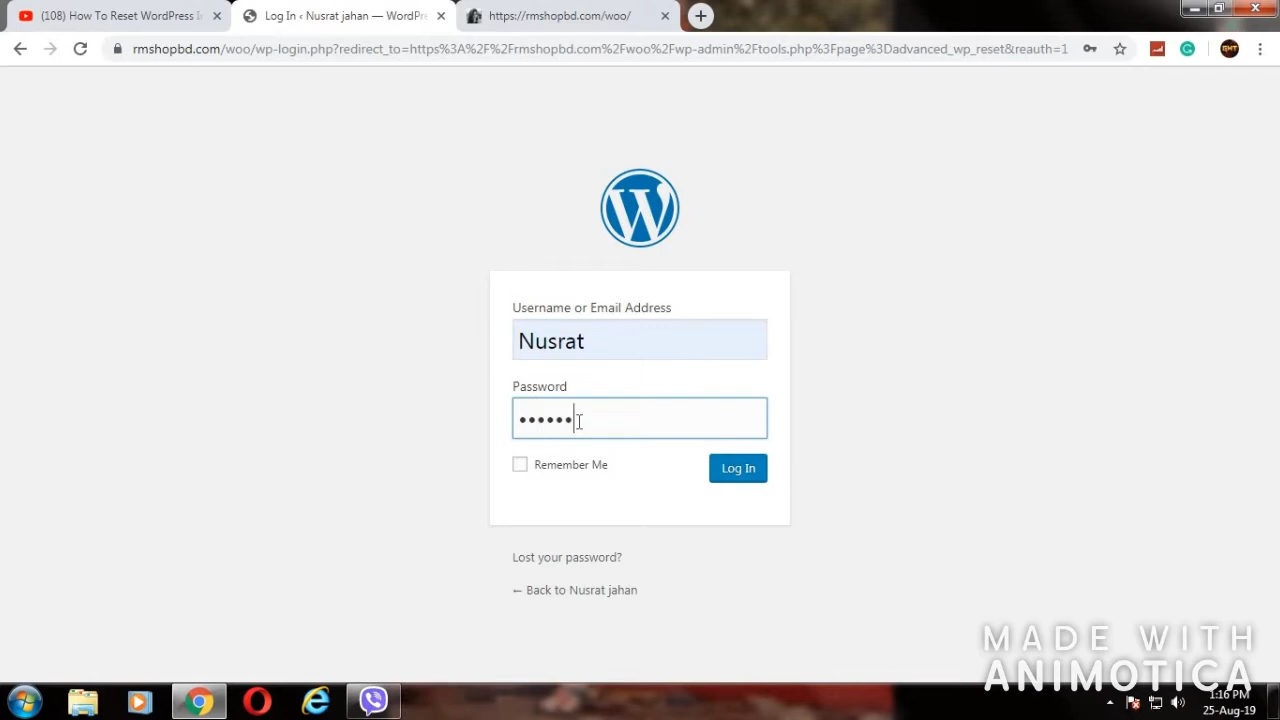 (108) How To Reset WordPress I
Log In ‹ Nusrat jahan — WordPre
https://rmshopbd.com/woo/
rmshopbd.com/woo/wp-login.php?redirect_to=https%3A%2F%2Frmshopbd.com%2Fwoo%2Fwp-admin%2Ftools.php%3Fpage%3Dadvanced_wp_reset&reauth=1
Username or Email Address
Nusrat
Password
••••••
Remember Me
Log In
Lost your password?
← Back to Nusrat jahan
MADE WITH
ANIMOTICA
1:16 PM
25-Aug-19